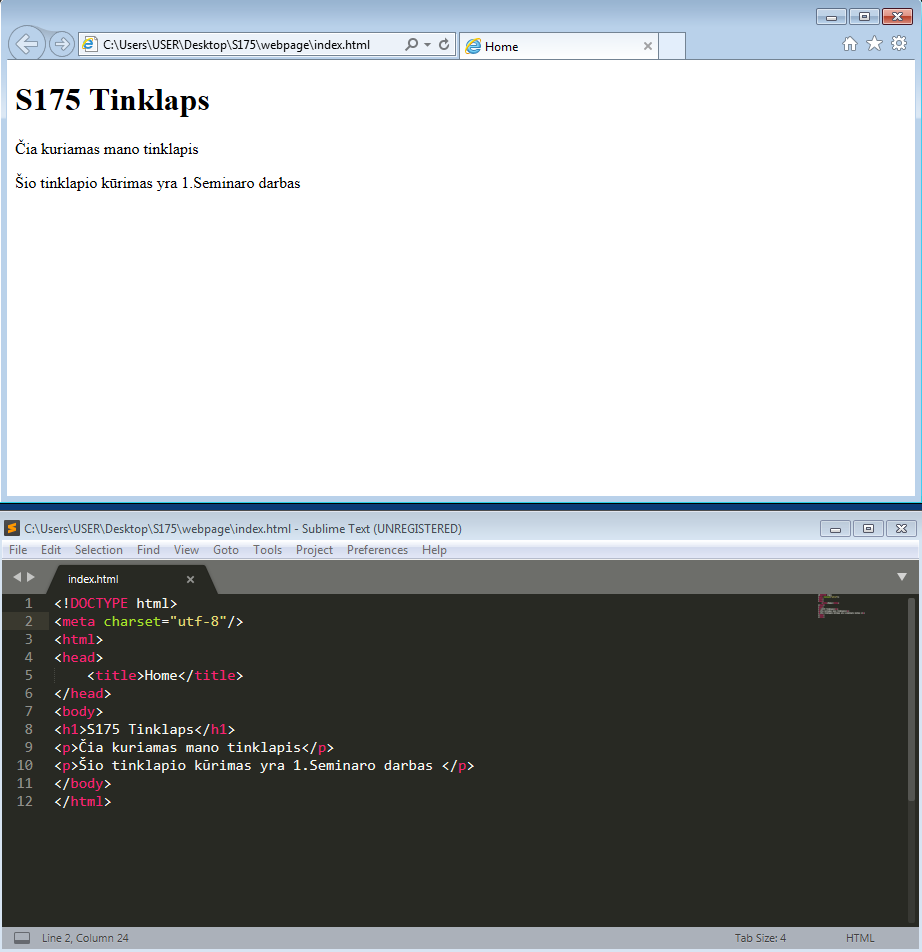 C:\Users\USER\Desktop\S175\webpage\index.html
Home
S175 Tinklaps
Čia kuriamas mano tinklapis
Šio tinklapio kūrimas yra 1.Seminaro darbas
C:\Users\USER\Desktop\S175\webpage\index.html - Sublime Text (UNREGISTERED)
File Edit Selection Find View Goto Tools Project Preferences Help
index.html
1 <!DOCTYPE html>
2 <meta charset="utf-8"/>
3 <html>
4 <head>
5 <title>Home</title>
6 </head>
7 <body>
8 <h1>S175 Tinklaps</h1>
9 <p>Čia kuriamas mano tinklapis</p>
10 <p>Šio tinklapio kūrimas yra 1.Seminaro darbas </p>
11 </body>
12 </html>
Line 2, Column 24 Tab Size: 4 HTML